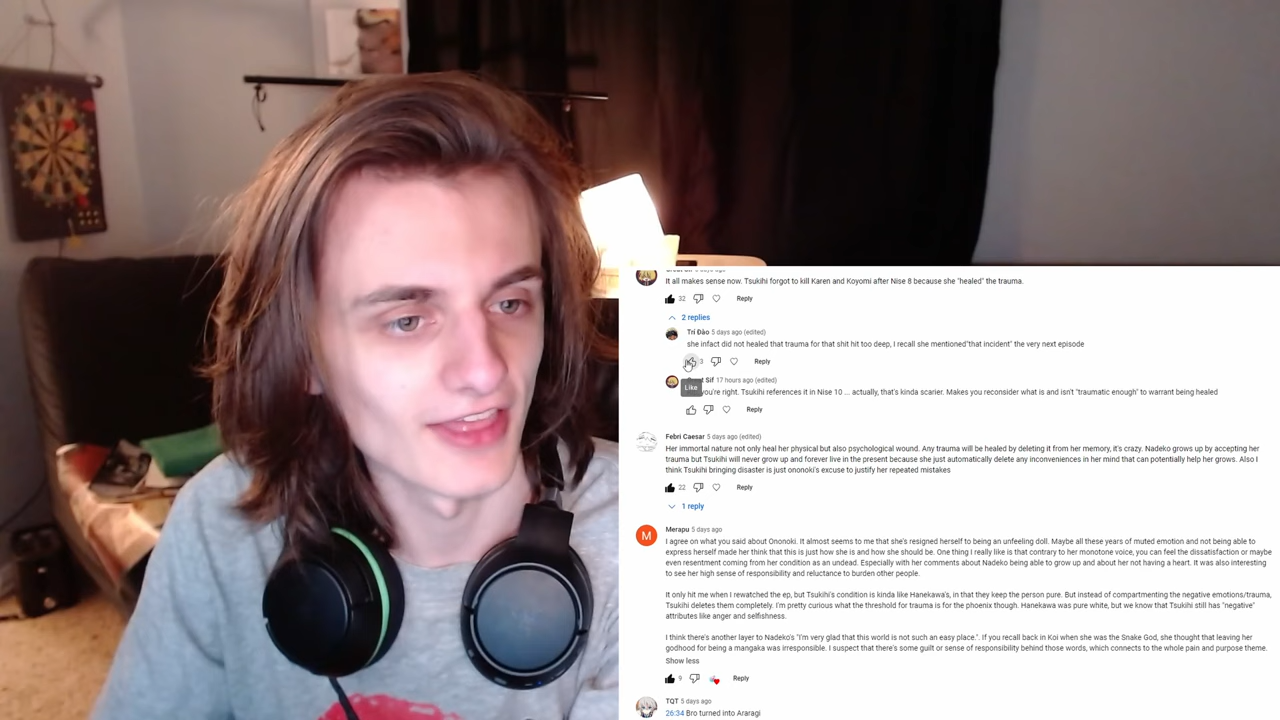 It all makes sense now. Tsukihi forgot to kill Karen and Koyomi after Nise 8 because she "healed" the trauma.
32
Reply
2 replies
Trí Đào 5 days ago (edited)
she infact did not healed that trauma for that shit hit too deep, I recall she mentioned"that incident" the very next episode
3
Reply
Sif 17 hours ago (edited)
Like
you're right. Tsukihi references it in Nise 10 ... actually, that's kinda scarier. Makes you reconsider what is and isn't "traumatic enough" to warrant being healed
Reply
Febri Caesar 5 days ago (edited)
Her immortal nature not only heal her physical but also psychological wound. Any trauma will be healed by deleting it from her memory, it's crazy. Nadeko grows up by accepting her
trauma but Tsukihi will never grow up and forever live in the present because she just automatically delete any inconveniences in her mind that can potentially help her grows. Also I
think Tsukihi bringing disaster is just ononoki's excuse to justify her repeated mistakes
22
Reply
1 reply
M
Merapu 5 days ago
I agree on what you said about Ononoki. It almost seems to me that she's resigned herself to being an unfeeling doll. Maybe all these years of muted emotion and not being able to
express herself made her think that this is just how she is and how she should be. One thing I really like is that contrary to her monotone voice, you can feel the dissatisfaction or maybe
even resentment coming from her condition as an undead. Especially with her comments about Nadeko being able to grow up and about her not having a heart. It was also interesting
to see her high sense of responsibility and reluctance to burden other people.
It only hit me when I rewatched the ep, but Tsukihi's condition is kinda like Hanekawa's, in that they keep the person pure. But instead of compartmenting the negative emotions/trauma,
Tsukihi deletes them completely. I'm pretty curious what the threshold for trauma is for the phoenix though. Hanekawa was pure white, but we know that Tsukihi still has "negative"
attributes like anger and selfishness.
I think there's another layer to Nadeko's "I'm very glad that this world is not such an easy place.". If you recall back in Koi when she was the Snake God, she thought that leaving her
godhood for being a mangaka was irresponsible. I suspect that there's some guilt or sense of responsibility behind those words, which connects to the whole pain and purpose theme.
Show less
9
Reply
TQT 5 days ago
26:34 Bro turned into Araragi